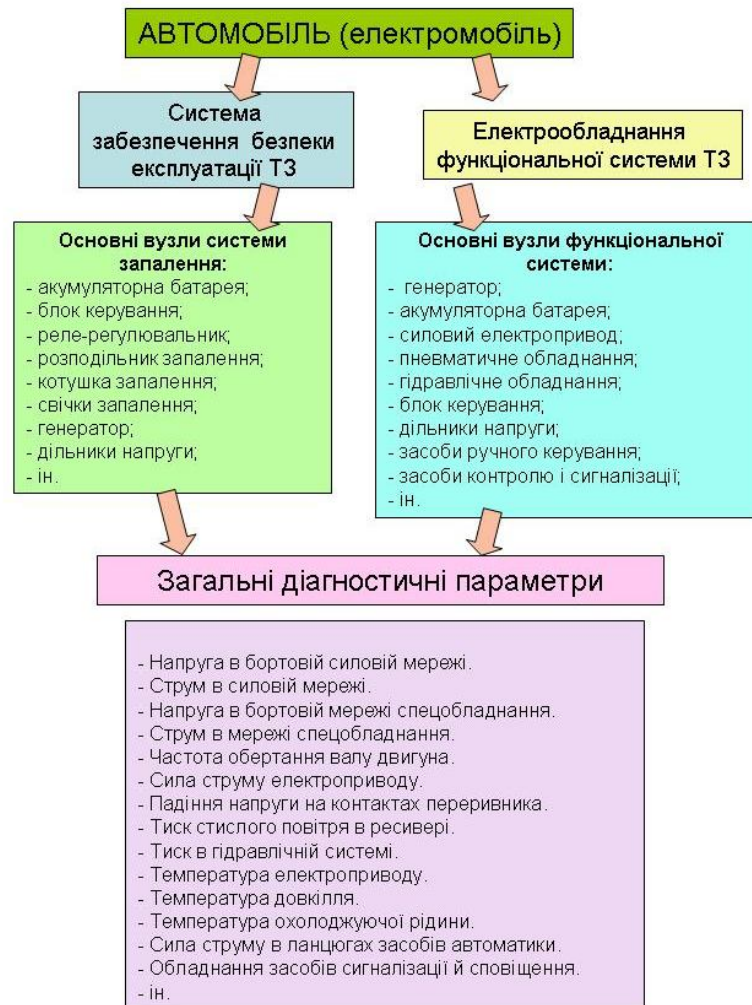 АВТОМОБІЛЬ (електромобіль)
Система
забезпечення безпеки
експлуатації ТЗ
Електрообладнання
функціональної системи ТЗ
Основні вузли системи
запалення:
- акумуляторна батарея;
- блок керування;
- реле-регулювальник;
- розподільник запалення;
- котушка запалення;
- свічки запалення;
- генератор;
- дільники напруги;
- ін.
Основні вузли функціональної
системи:
- генератор;
- акумуляторна батарея;
- силовий електропривод;
- пневматичне обладнання;
- гідравлічне обладнання;
- блок керування;
- дільники напруги;
- засоби ручного керування;
- засоби контролю і сигналізації;
- ін.
Загальні діагностичні параметри
- Напруга в бортовій силовій мережі.
- Струм в силовій мережі.
- Напруга в бортовій мережі спецобладнання.
- Струм в мережі спецобладнання.
- Частота обертання валу двигуна.
- Сила струму електроприводу.
- Падіння напруги на контактах переривника.
- Тиск стислого повітря в ресивері.
- Тиск в гідравлічній системі.
- Температура електроприводу.
- Температура довкілля.
- Температура охолоджуючої рідини.
- Сила струму в ланцюгах засобів автоматики.
- Обладнання засобів сигналізації й сповіщення.
- ін.